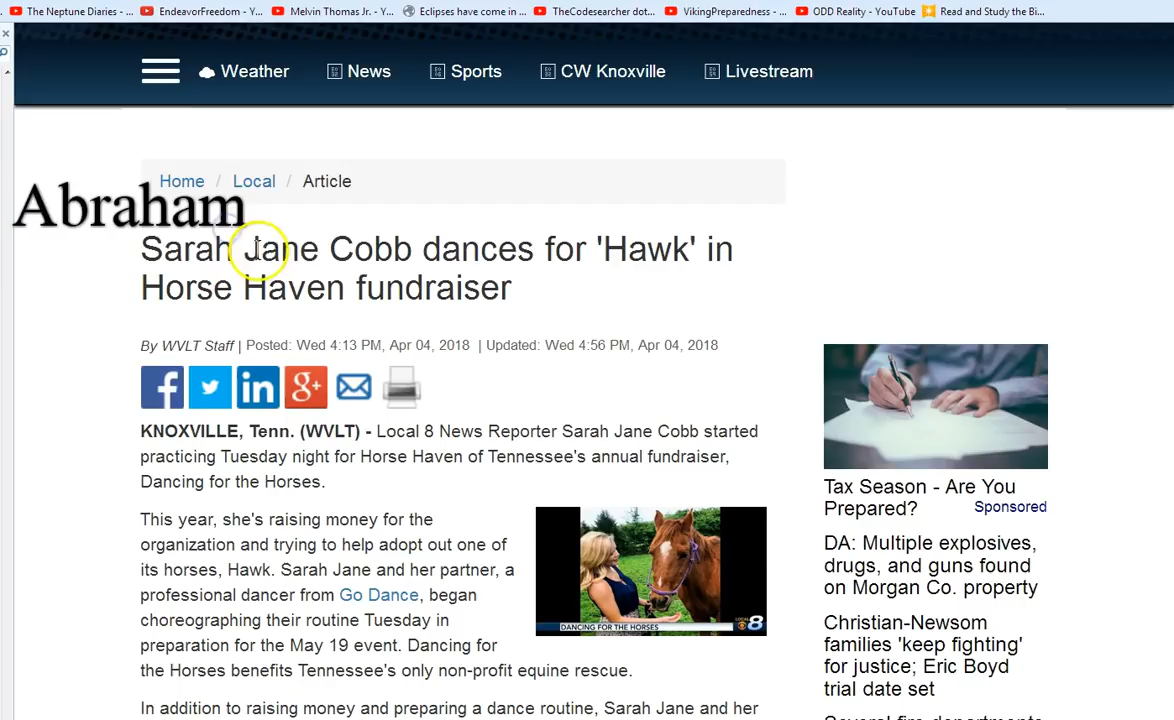 The Neptune Diaries - ... EndeavorFreedom - Y... Melvin Thomas Jr. - Y... Eclipses have come in ... TheCodesearcher dot... VikingPreparedness - ... ODD Reality - YouTube Read and Study the Bi...
Weather News Sports CW Knoxville Livestream
Home / Local / Article
Abraham
Sarah Jane Cobb dances for 'Hawk' in
Horse Haven fundraiser
By WVLT Staff | Posted: Wed 4:13 PM, Apr 04, 2018 | Updated: Wed 4:56 PM, Apr 04, 2018
KNOXVILLE, Tenn. (WVLT) - Local 8 News Reporter Sarah Jane Cobb started
practicing Tuesday night for Horse Haven of Tennessee's annual fundraiser,
Dancing for the Horses.
This year, she's raising money for the
organization and trying to help adopt out one of
its horses, Hawk. Sarah Jane and her partner, a
professional dancer from Go Dance, began
choreographing their routine Tuesday in
preparation for the May 19 event. Dancing for
the Horses benefits Tennessee's only non-profit equine rescue.
In addition to raising money and preparing a dance routine, Sarah Jane and her
DANCING FOR THE HORSES 8
Tax Season - Are You
Prepared? Sponsored
DA: Multiple explosives,
drugs, and guns found
on Morgan Co. property
Christian-Newsom
families 'keep fighting'
for justice; Eric Boyd
trial date set
Several fire departments